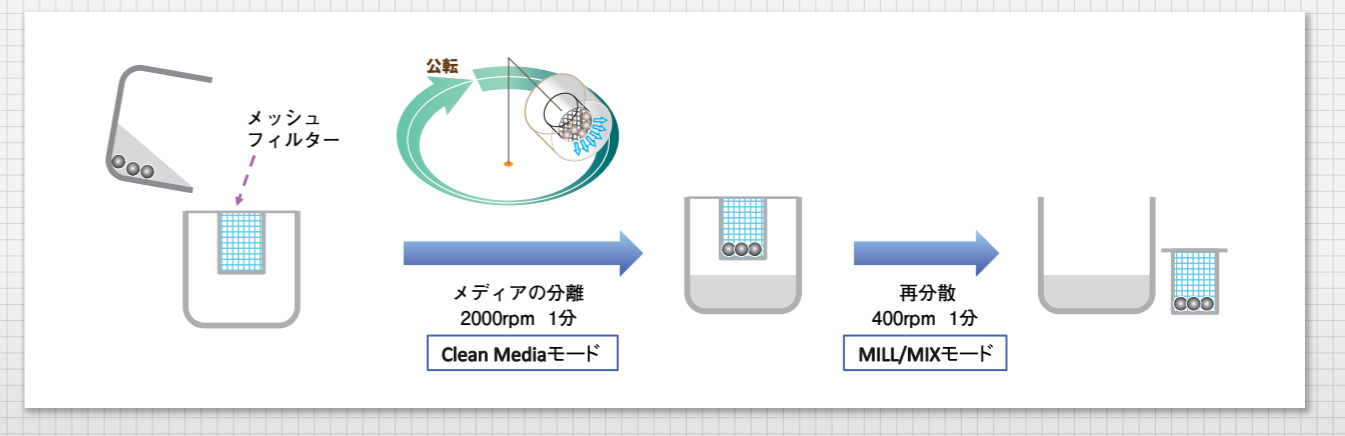 公転
メッシュ
フィルター
メディアの分離
2000rpm 1分
Clean Mediaモード
再分散
400rpm 1分
MILL/MIXモード